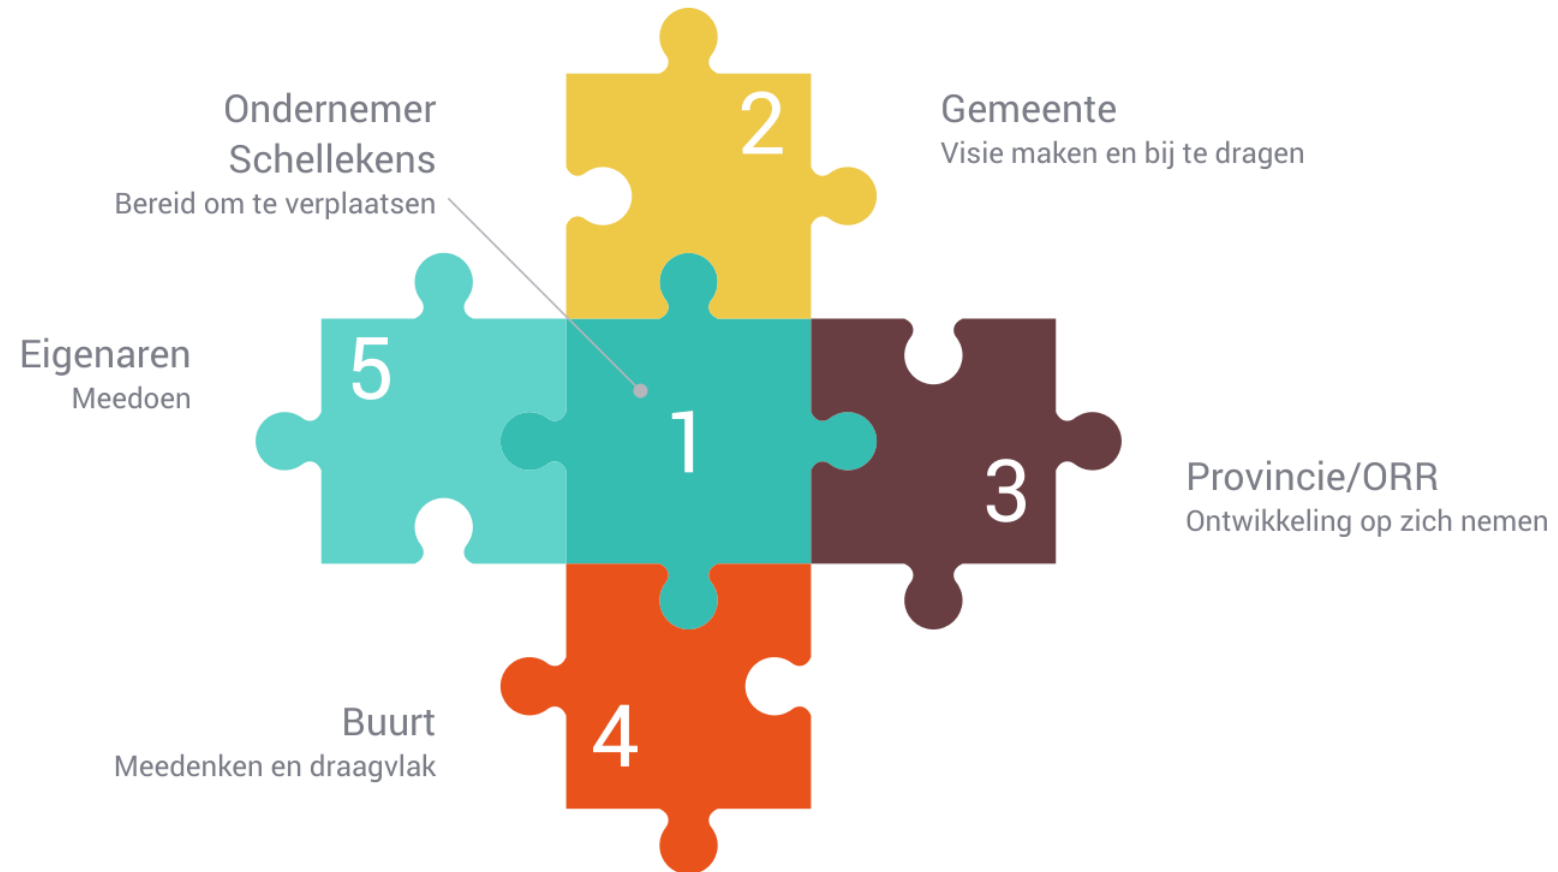 Ondernemer
Schellekens
Bereid om te verplaatsen
2
Gemeente
Visie maken en bij te dragen
Eigenaren
Meedoen
5
1
3
Provincie/ORR
Ontwikkeling op zich nemen
Buurt
Meedenken en draagvlak
4